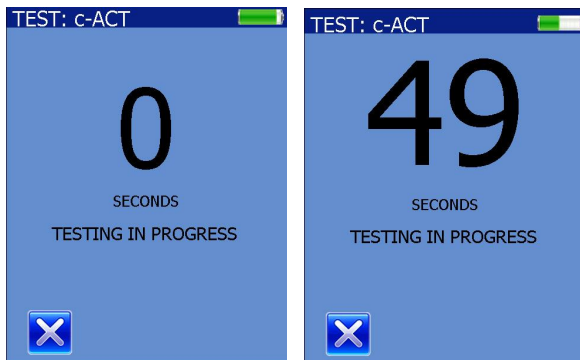 TEST: c-ACT
0
SECONDS
TESTING IN PROGRESS
TEST: c-ACT
49
SECONDS
TESTING IN PROGRESS